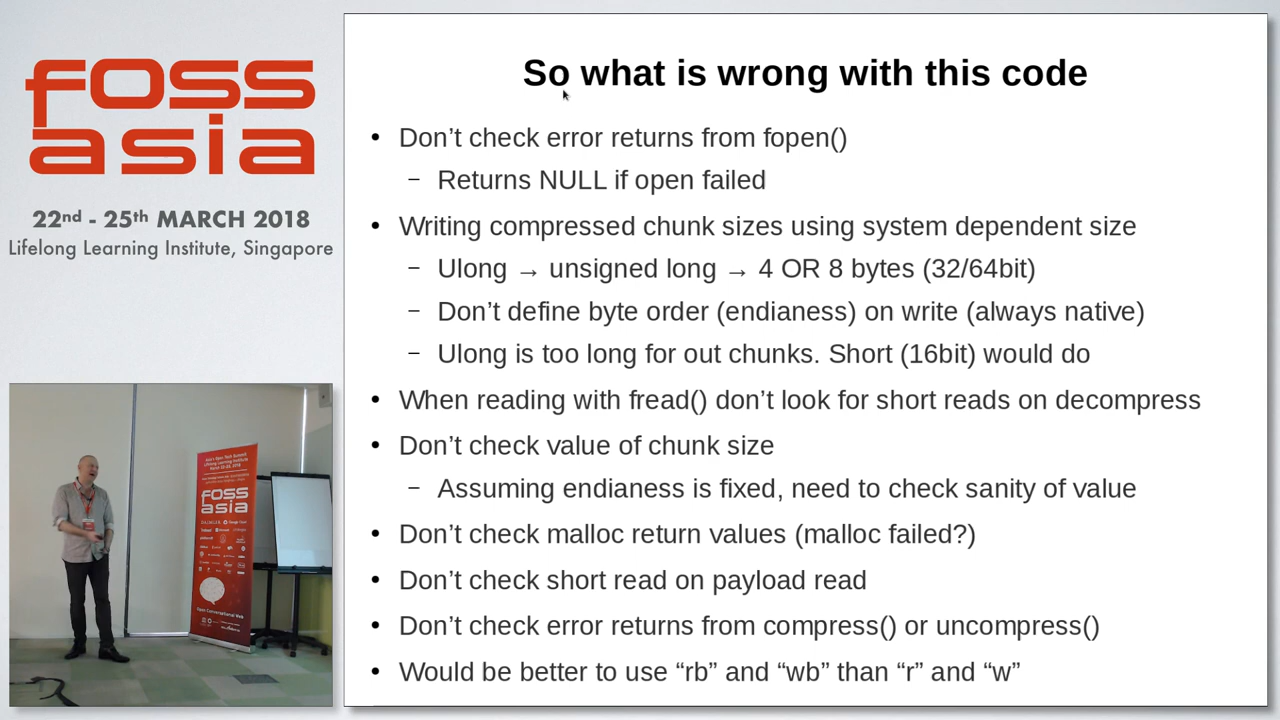 foss
asia
22nd - 25th MARCH 2018
Lifelong Learning Institute, Singapore
So what is wrong with this code
• Don’t check error returns from fopen()
– Returns NULL if open failed
• Writing compressed chunk sizes using system dependent size
– Ulong → unsigned long → 4 OR 8 bytes (32/64bit)
– Don’t define byte order (endianess) on write (always native)
– Ulong is too long for out chunks. Short (16bit) would do
• When reading with fread() don’t look for short reads on decompress
• Don’t check value of chunk size
– Assuming endianess is fixed, need to check sanity of value
• Don’t check malloc return values (malloc failed?)
• Don’t check short read on payload read
• Don’t check error returns from compress() or uncompress()
• Would be better to use “rb” and “wb” than “r” and “w”
foss
asia